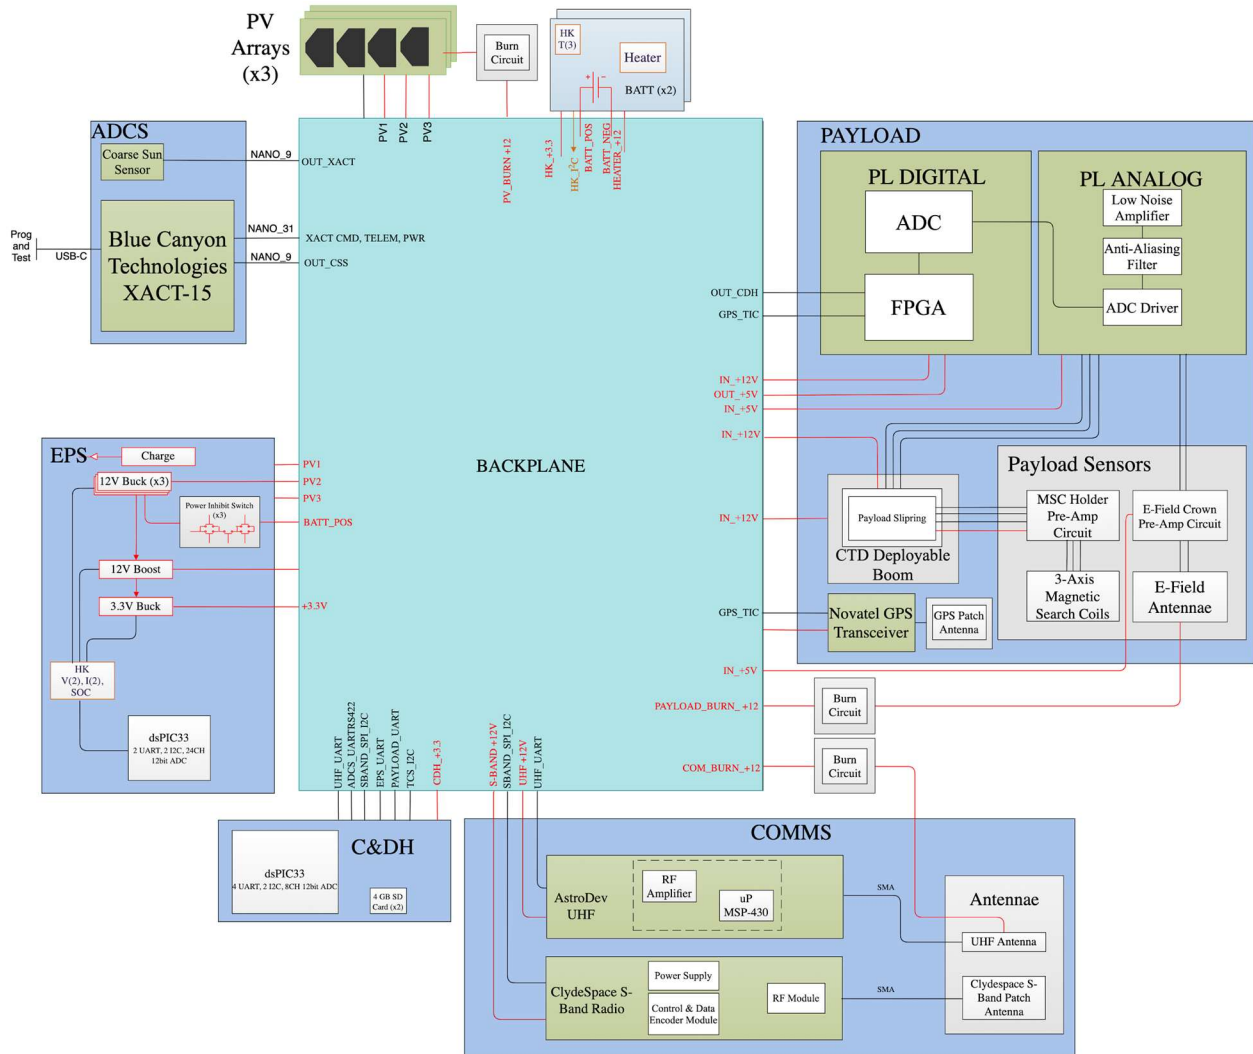 PV
Arrays
(x3)
Burn
Circuit
HK
T(3)
Heater
+
−
BATT (x2)
PV1
PV2
PV3
PV_BURN +12
HK_+3.3
HK_I²C
BATT_POS
BATT_NEG
HEATER_+12
ADCS
Coarse Sun
Sensor
NANO_9
OUT_XACT
Blue Canyon
Technologies
XACT-15
NANO_31
XACT CMD, TELEM, PWR
NANO_9
OUT_CSS
Prog
and
Test
USB-C
PAYLOAD
PL DIGITAL
ADC
FPGA
PL ANALOG
Low Noise
Amplifier
Anti-Aliasing
Filter
ADC Driver
OUT_CDH
GPS_TIC
IN_+12V
OUT_+5V
IN_+5V
IN_+12V
IN_+12V
GPS_TIC
IN_+5V
PAYLOAD_BURN_+12
COM_BURN_+12
BACKPLANE
EPS
Charge
12V Buck (x3)
Power Inhibit Switch
(x3)
12V Boost
3.3V Buck
HK
V(2), I(2),
SOC
dsPIC33
2 UART, 2 I2C, 24CH
12bit ADC
PV1
PV2
PV3
BATT_POS
+3.3V
Payload Slipring
CTD Deployable
Boom
Payload Sensors
MSC Holder
Pre-Amp
Circuit
3-Axis
Magnetic
Search Coils
E-Field Crown
Pre-Amp Circuit
E-Field
Antennae
Novatel GPS
Transceiver
GPS Patch
Antenna
Burn
Circuit
Burn
Circuit
UHF_UART
ADCS_UARTRS422
SBAND_SPI_I2C
EPS_UART
PAYLOAD_UART
TCS_I2C
CDH_+3.3
S-BAND +12V
SBAND_SPI_I2C
UHF +12V
UHF_UART
C&DH
dsPIC33
4 UART, 2 I2C, 8CH 12bit ADC
4 GB SD
Card (x2)
COMMS
AstroDev
UHF
RF
Amplifier
uP
MSP-430
SMA
Antennae
UHF Antenna
ClydeSpace S-
Band Radio
Power Supply
Control & Data
Encoder Module
RF Module
SMA
Clydespace S-
Band Patch
Antenna